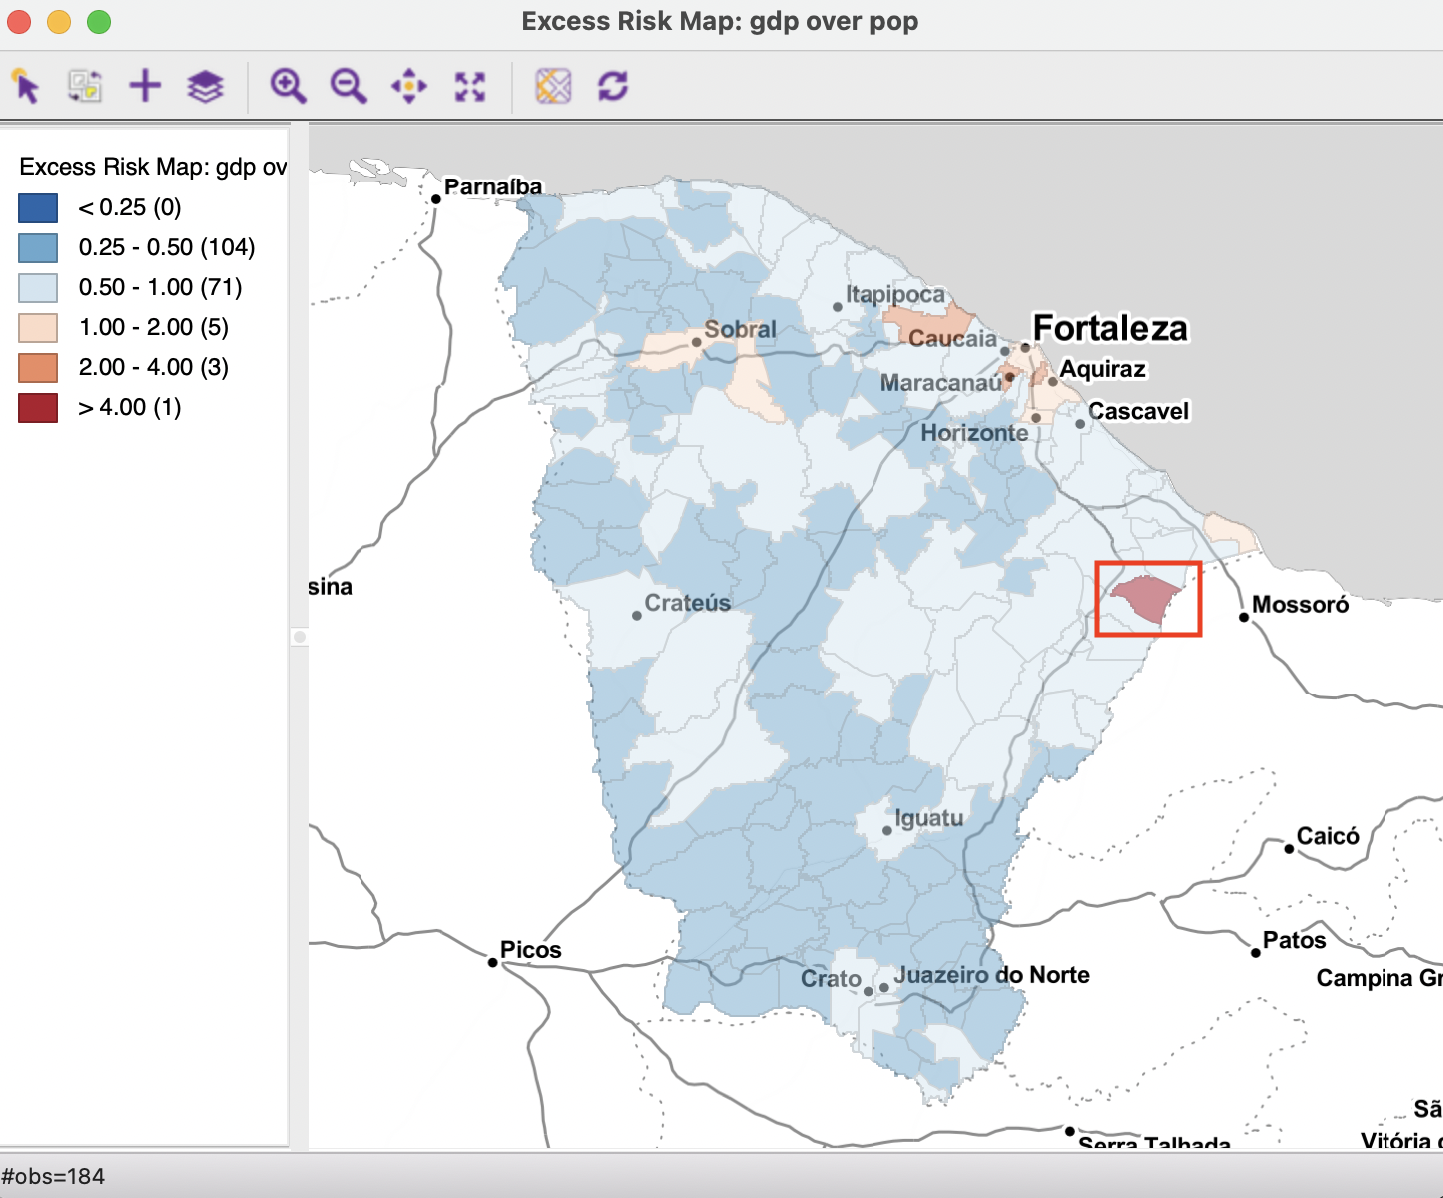 Excess Risk Map: gdp over pop
Excess Risk Map: gdp ov
< 0.25 (0)
0.25 - 0.50 (104)
0.50 - 1.00 (71)
1.00 - 2.00 (5)
2.00 - 4.00 (3)
> 4.00 (1)
Parnaíba
Itapipoca
Sobral
Fortaleza
Caucaia
Aquiraz
Maracanaú
Cascavel
Horizonte
sina
Crateús
Mossoró
Iguatu
Caicó
Picos
Patos
Crato
Juazeiro do Norte
Campina Gr
Sã
Serra Talhada
Vitória d
#obs=184